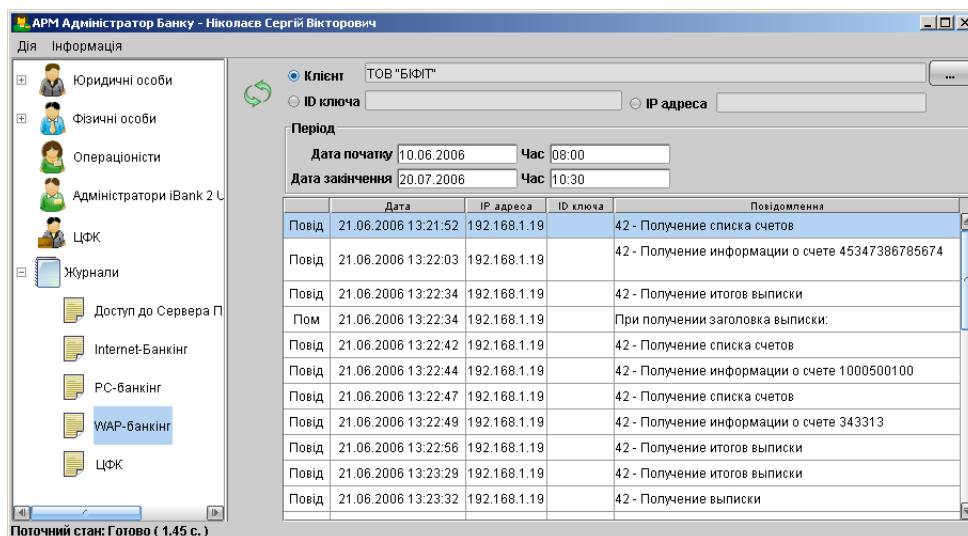 АРМ Адміністратор Банку - Ніколаєв Сергій Вікторович
Дія Інформація
Юридичні особи
Фізичні особи
Операціоністи
Адміністратори iBank 2 U
ЦФК
Журнали
Доступ до Сервера П
Internet-Банкінг
PC-банкінг
WAP-банкінг
ЦФК
Клієнт ТОВ "БІФІТ" ...
ID ключа IP адреса
Період
Дата початку 10.06.2006 Час 08:00
Дата закінчення 20.07.2006 Час 10:30
Дата IP адреса ID ключа Повідомлення
Повід 21.06.2006 13:21:52 192.168.1.19 42 - Получение списка счетов
Повід 21.06.2006 13:22:03 192.168.1.19 42 - Получение информации о счете 45347386785674
Повід 21.06.2006 13:22:34 192.168.1.19 42 - Получение итогов выписки
Пом 21.06.2006 13:22:34 192.168.1.19 При получении заголовка выписки:
Повід 21.06.2006 13:22:42 192.168.1.19 42 - Получение списка счетов
Повід 21.06.2006 13:22:44 192.168.1.19 42 - Получение информации о счете 1000500100
Повід 21.06.2006 13:22:47 192.168.1.19 42 - Получение списка счетов
Повід 21.06.2006 13:22:49 192.168.1.19 42 - Получение информации о счете 343313
Повід 21.06.2006 13:22:56 192.168.1.19 42 - Получение итогов выписки
Повід 21.06.2006 13:23:29 192.168.1.19 42 - Получение итогов выписки
Повід 21.06.2006 13:23:32 192.168.1.19 42 - Получение выписки
Поточний стан: Готово ( 1.45 с. )